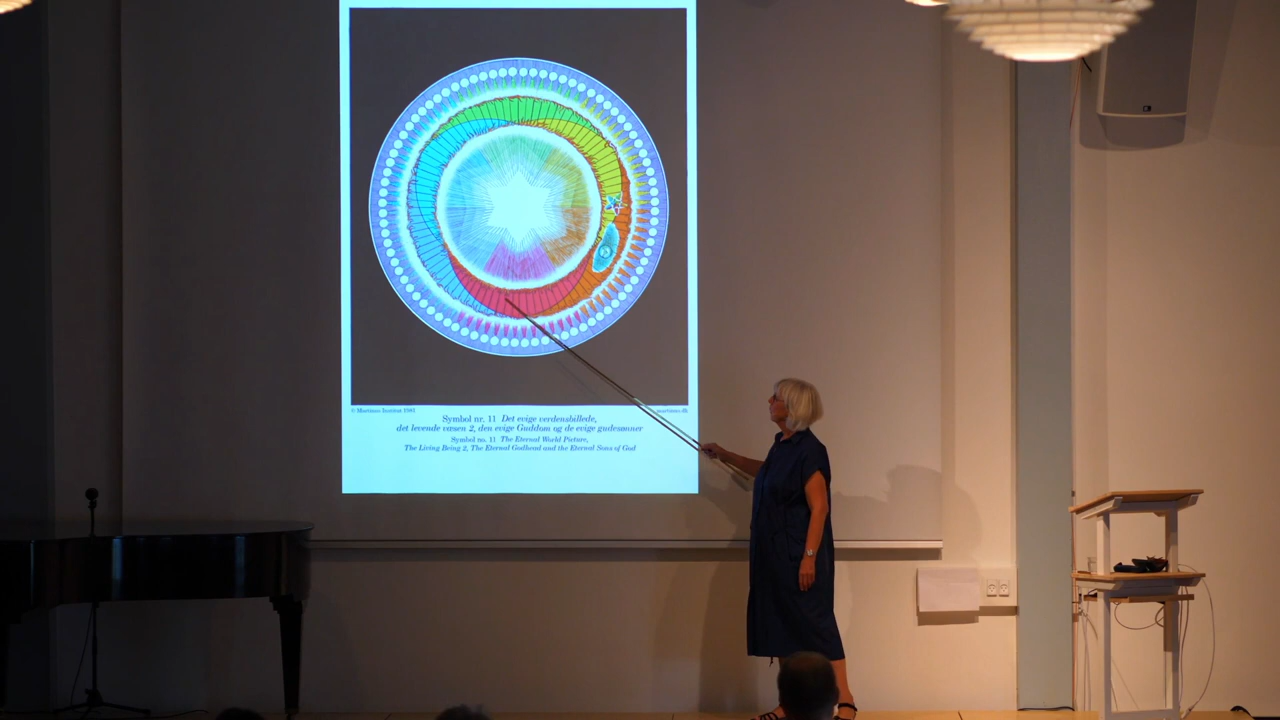 © Martinus Institut 1981
martinus.dk
Symbol nr. 11 Det evige verdensbillede,
det levende væsen 2, den evige Guddom og de evige gudesønner
Symbol no. 11 The Eternal World Picture,
The Living Being 2, The Eternal Godhead and the Eternal Sons of God